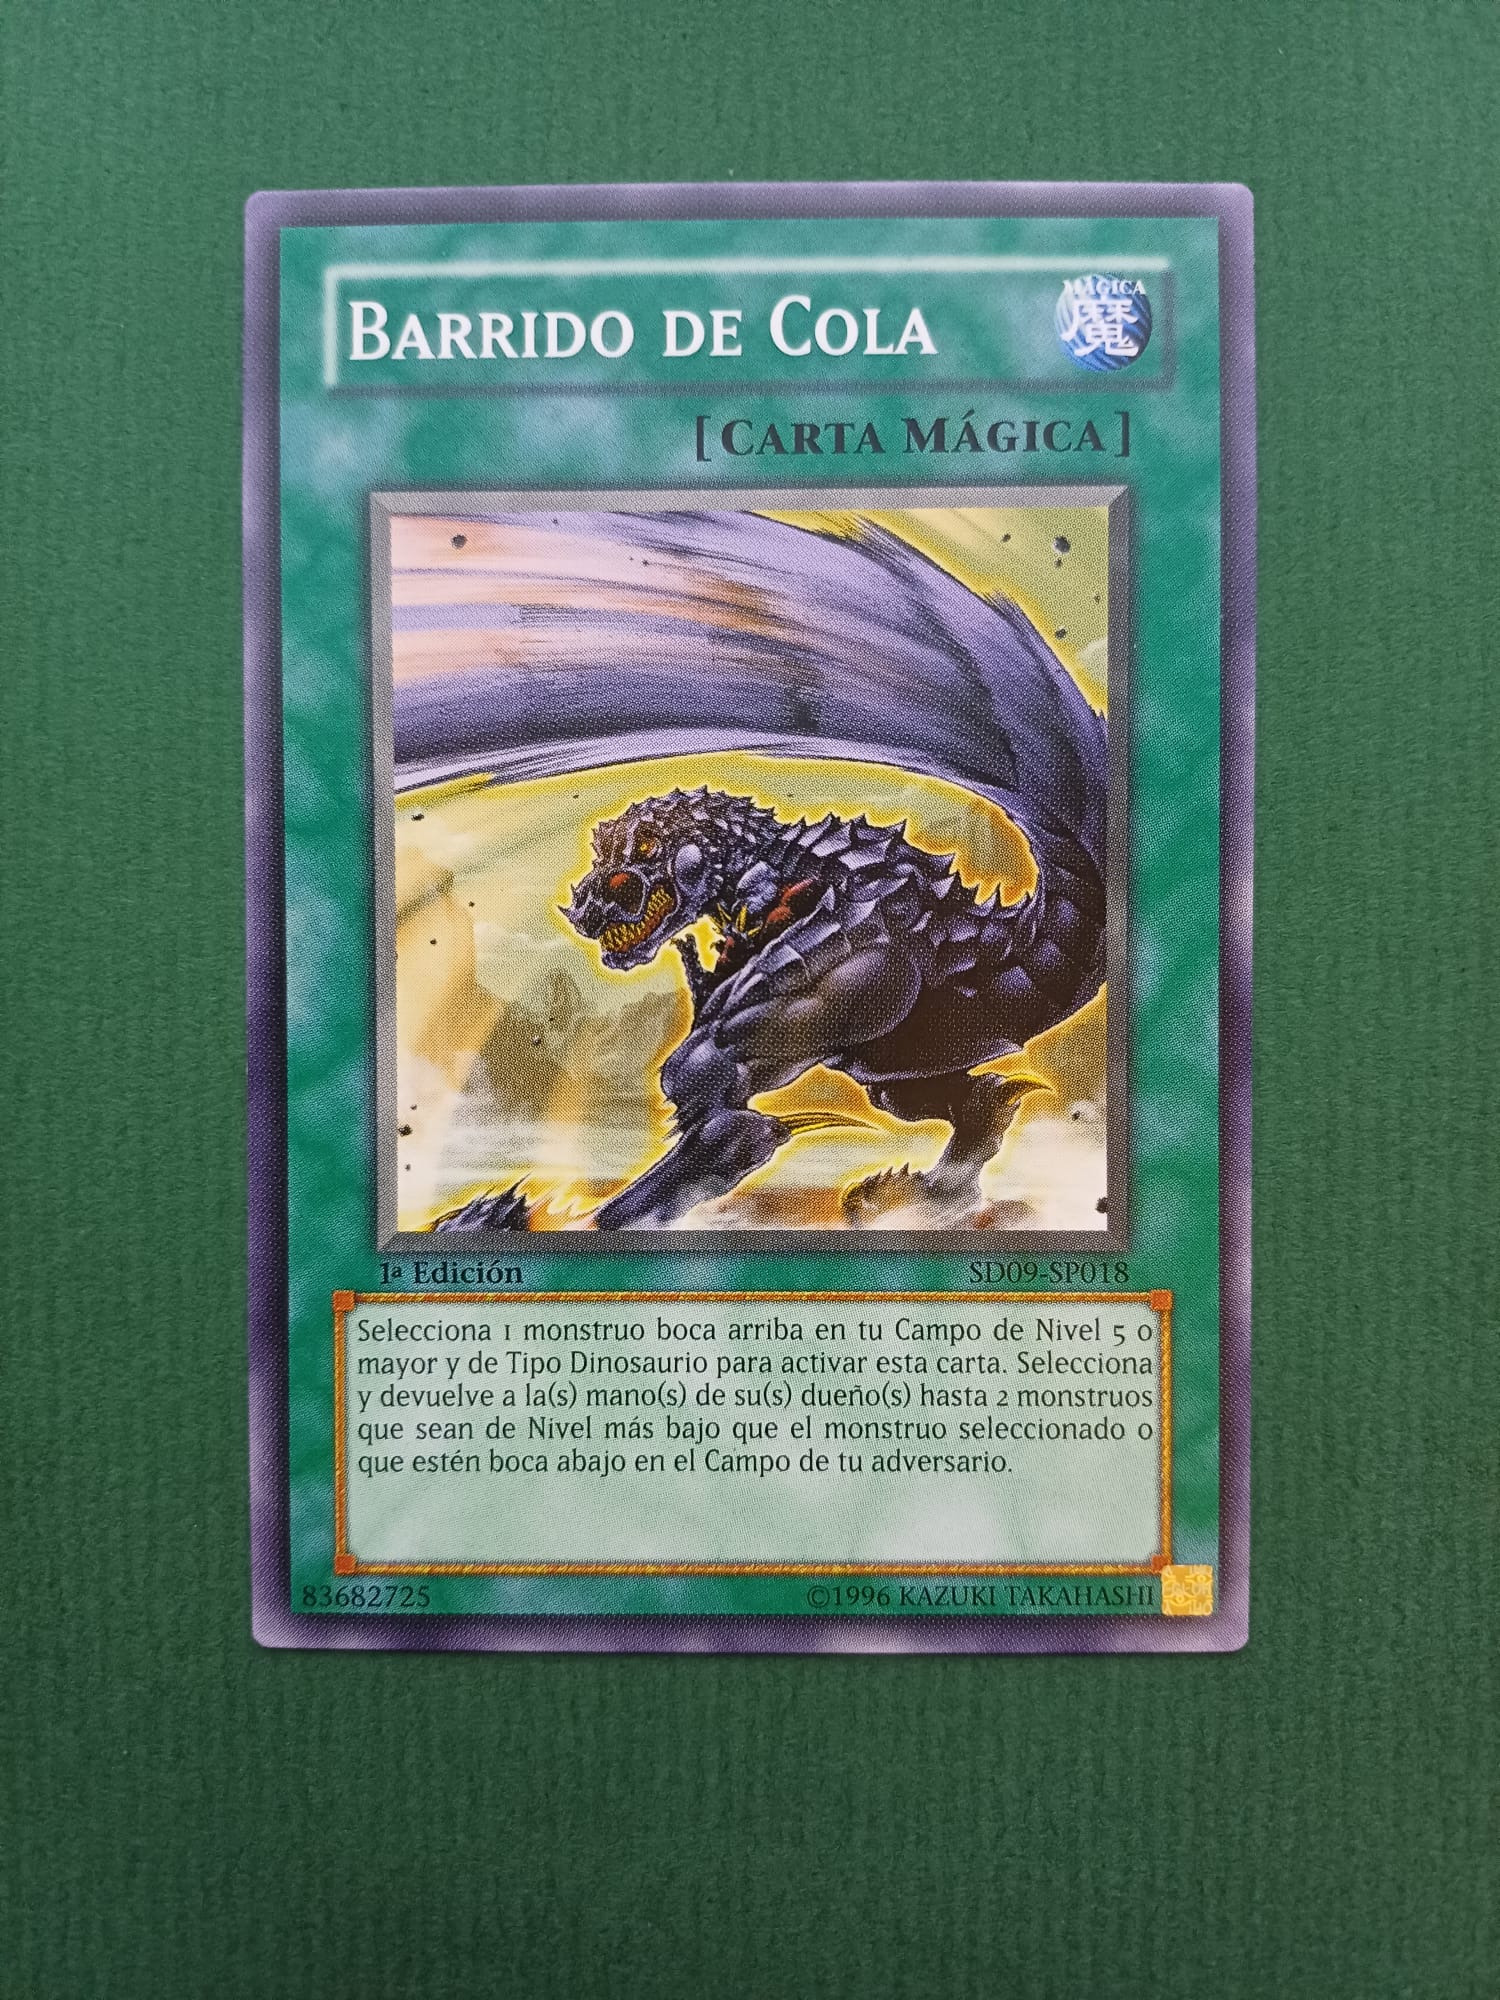 BARRIDO DE COLA
MÁGICA
魔
[CARTA MÁGICA]
1ª Edición
SD09-SP018
Selecciona 1 monstruo boca arriba en tu Campo de Nivel 5 o
mayor y de Tipo Dinosaurio para activar esta carta. Selecciona
y devuelve a la(s) mano(s) de su(s) dueño(s) hasta 2 monstruos
que sean de Nivel más bajo que el monstruo seleccionado o
que estén boca abajo en el Campo de tu adversario.
83682725
©1996 KAZUKI TAKAHASHI